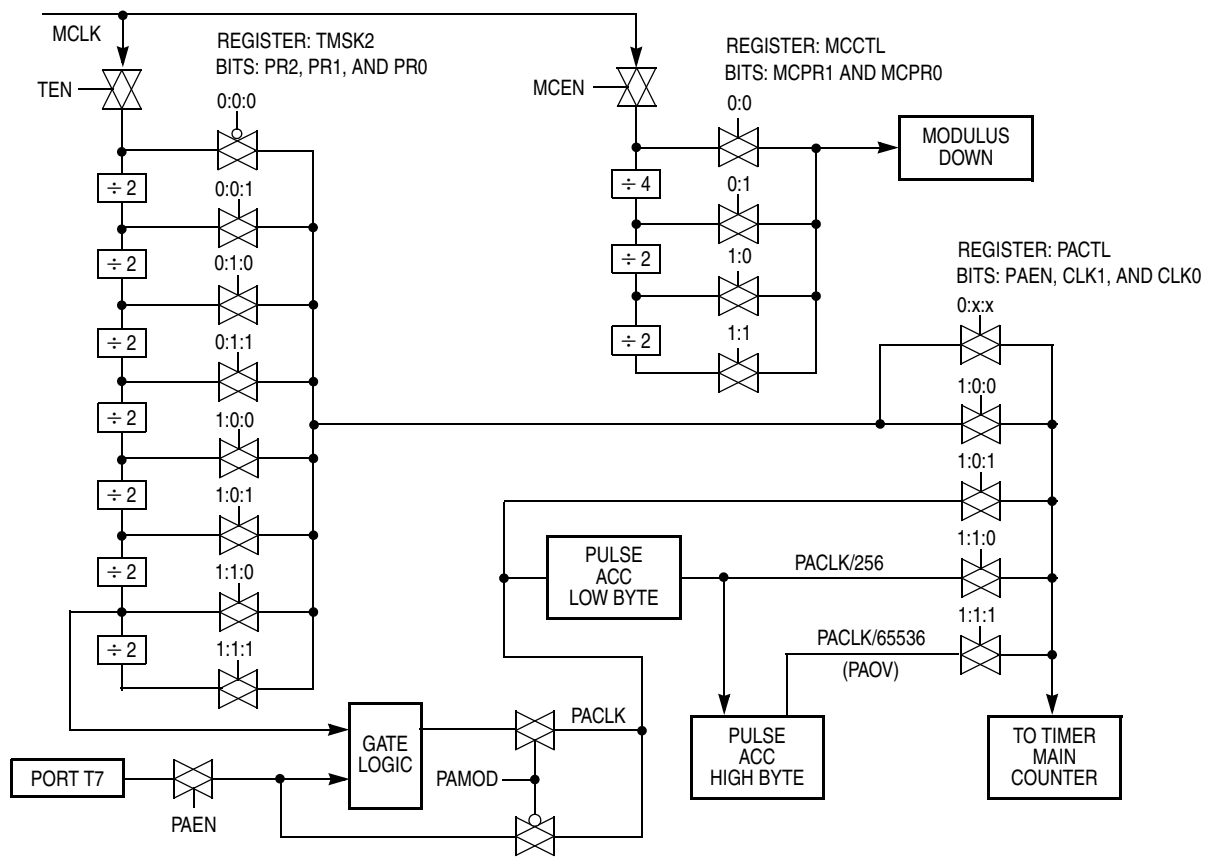 MCLK
REGISTER: TMSK2
BITS: PR2, PR1, AND PR0
REGISTER: MCCTL
BITS: MCPR1 AND MCPR0
TEN
MCEN
0:0:0
÷ 2
0:0:1
÷ 2
0:1:0
÷ 2
0:1:1
÷ 2
1:0:0
÷ 2
1:0:1
÷ 2
1:1:0
÷ 2
1:1:1
0:0
÷ 4
0:1
÷ 2
1:0
÷ 2
1:1
MODULUS
DOWN
REGISTER: PACTL
BITS: PAEN, CLK1, AND CLK0
0:x:x
1:0:0
1:0:1
1:1:0
1:1:1
PULSE
ACC
LOW BYTE
PACLK/256
PACLK/65536
(PAOV)
PULSE
ACC
HIGH BYTE
TO TIMER
MAIN
COUNTER
PORT T7
PAEN
GATE
LOGIC
PACLK
PAMOD